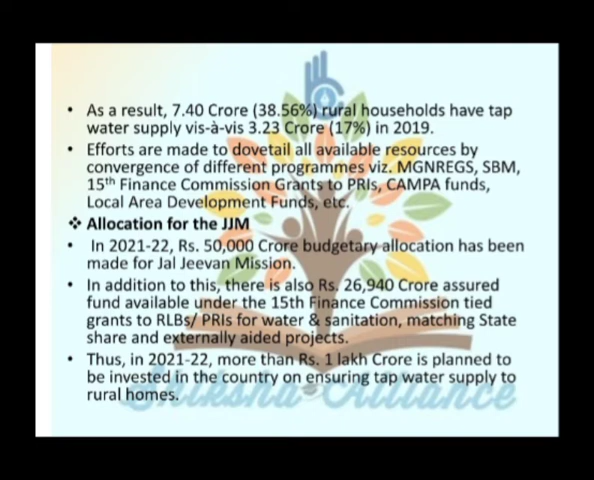 • As a result, 7.40 Crore (38.56%) rural households have tap
water supply vis-à-vis 3.23 Crore (17%) in 2019.
• Efforts are made to dovetail all available resources by
convergence of different programmes viz. MGNREGS, SBM,
15th Finance Commission Grants to PRIs, CAMPA funds,
Local Area Development Funds, etc.
❖ Allocation for the JJM
• In 2021-22, Rs. 50,000 Crore budgetary allocation has been
made for Jal Jeevan Mission.
• In addition to this, there is also Rs. 26,940 Crore assured
fund available under the 15th Finance Commission tied
grants to RLBs/ PRIs for water & sanitation, matching State
share and externally aided projects.
• Thus, in 2021-22, more than Rs. 1 lakh Crore is planned to
be invested in the country on ensuring tap water supply to
rural homes.
Shiksha Alliance